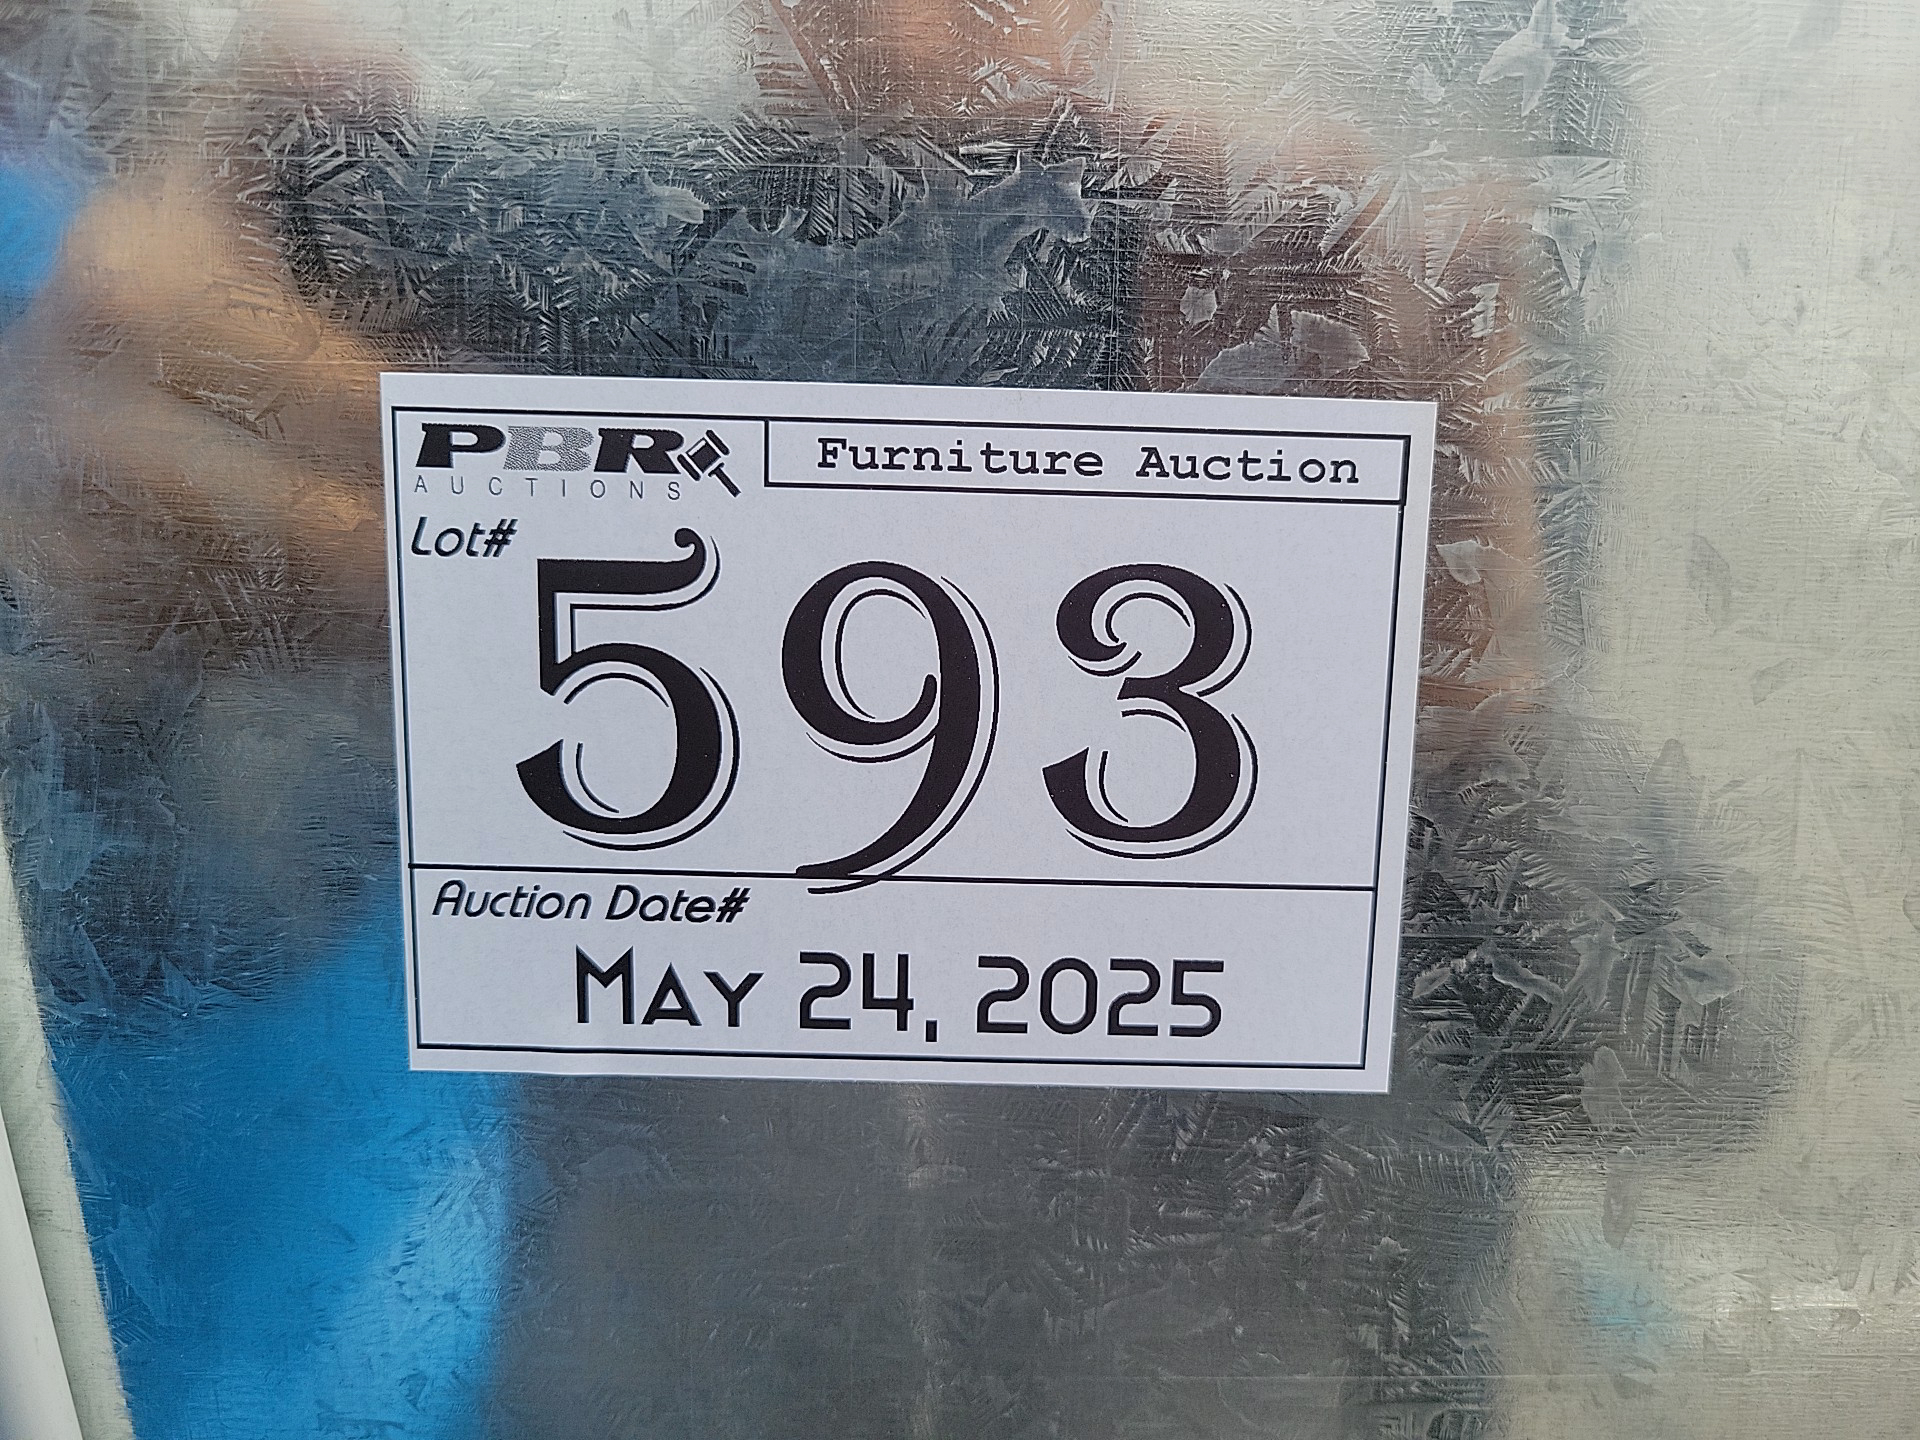 PBR
AUCTIONS
Furniture Auction
Lot#
593
Auction Date#
May 24, 2025